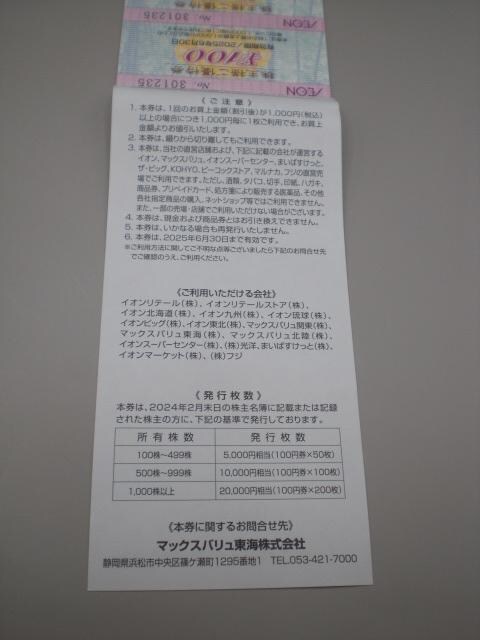 No. 301235
ÆON
有効期限/2025年6月30日
¥100
株主ご優待券
No. 301235
ÆON
《ご注意》
1. 本券は、1回のお買上金額(割引後)が1,000円(税込)
以上の場合につき1,000円毎に1枚ご利用でき、お買上
金額よりお値引いたします。
2. 本券は、綴りから切り離してもご利用できます。
3. 本券は、当社の直営店舗および、下記に記載の会社が運営する
イオン、マックスバリュ、イオンスーパーセンター、まいばすけっと、
ザ・ビッグ、KOHYO、ピーコックストア、マルナカ、フジの直営売
場でご利用できます。ただし、酒類、タバコ、切手、印紙、ハガキ、
商品券、プリペイドカード、処方箋により販売する医薬品、その他
各社指定商品の購入、ネットショップ等ではご利用できません。
また、一部の売場・店舗でご利用いただけない場合がございます。
4. 本券は、現金および商品券とはお引き換えできません。
5. 本券は、いかなる場合も再発行いたしません。
6. 本券は、2025年6月30日まで有効です。
※ご利用方法に関してご不明な点等ございましたら下記のお問合せ先
でご確認のうえ、ご利用ください。
《ご利用いただける会社》
イオンリテール(株)、イオンリテールストア(株)、
イオン北海道(株)、イオン九州(株)、イオン琉球(株)、
イオンビッグ(株)、イオン東北(株)、マックスバリュ関東(株)、
マックスバリュ東海(株)、マックスバリュ北陸(株)、
イオンスーパーセンター(株)、(株)光洋、まいばすけっと(株)、
イオンマーケット(株)、(株)フジ
《発行枚数》
本券は、2024年2月末日の株主名簿に記載または記録
された株主の方に、下記の基準で発行しております。
所有株数 発行枚数
100株～499株 5,000円相当(100円券×50枚)
500株～999株 10,000円相当(100円券×100枚)
1,000株以上 20,000円相当(100円券×200枚)
《本券に関するお問合せ先》
マックスバリュ東海株式会社
静岡県浜松市中央区篠ケ瀬町1295番地1 TEL.053-421-7000